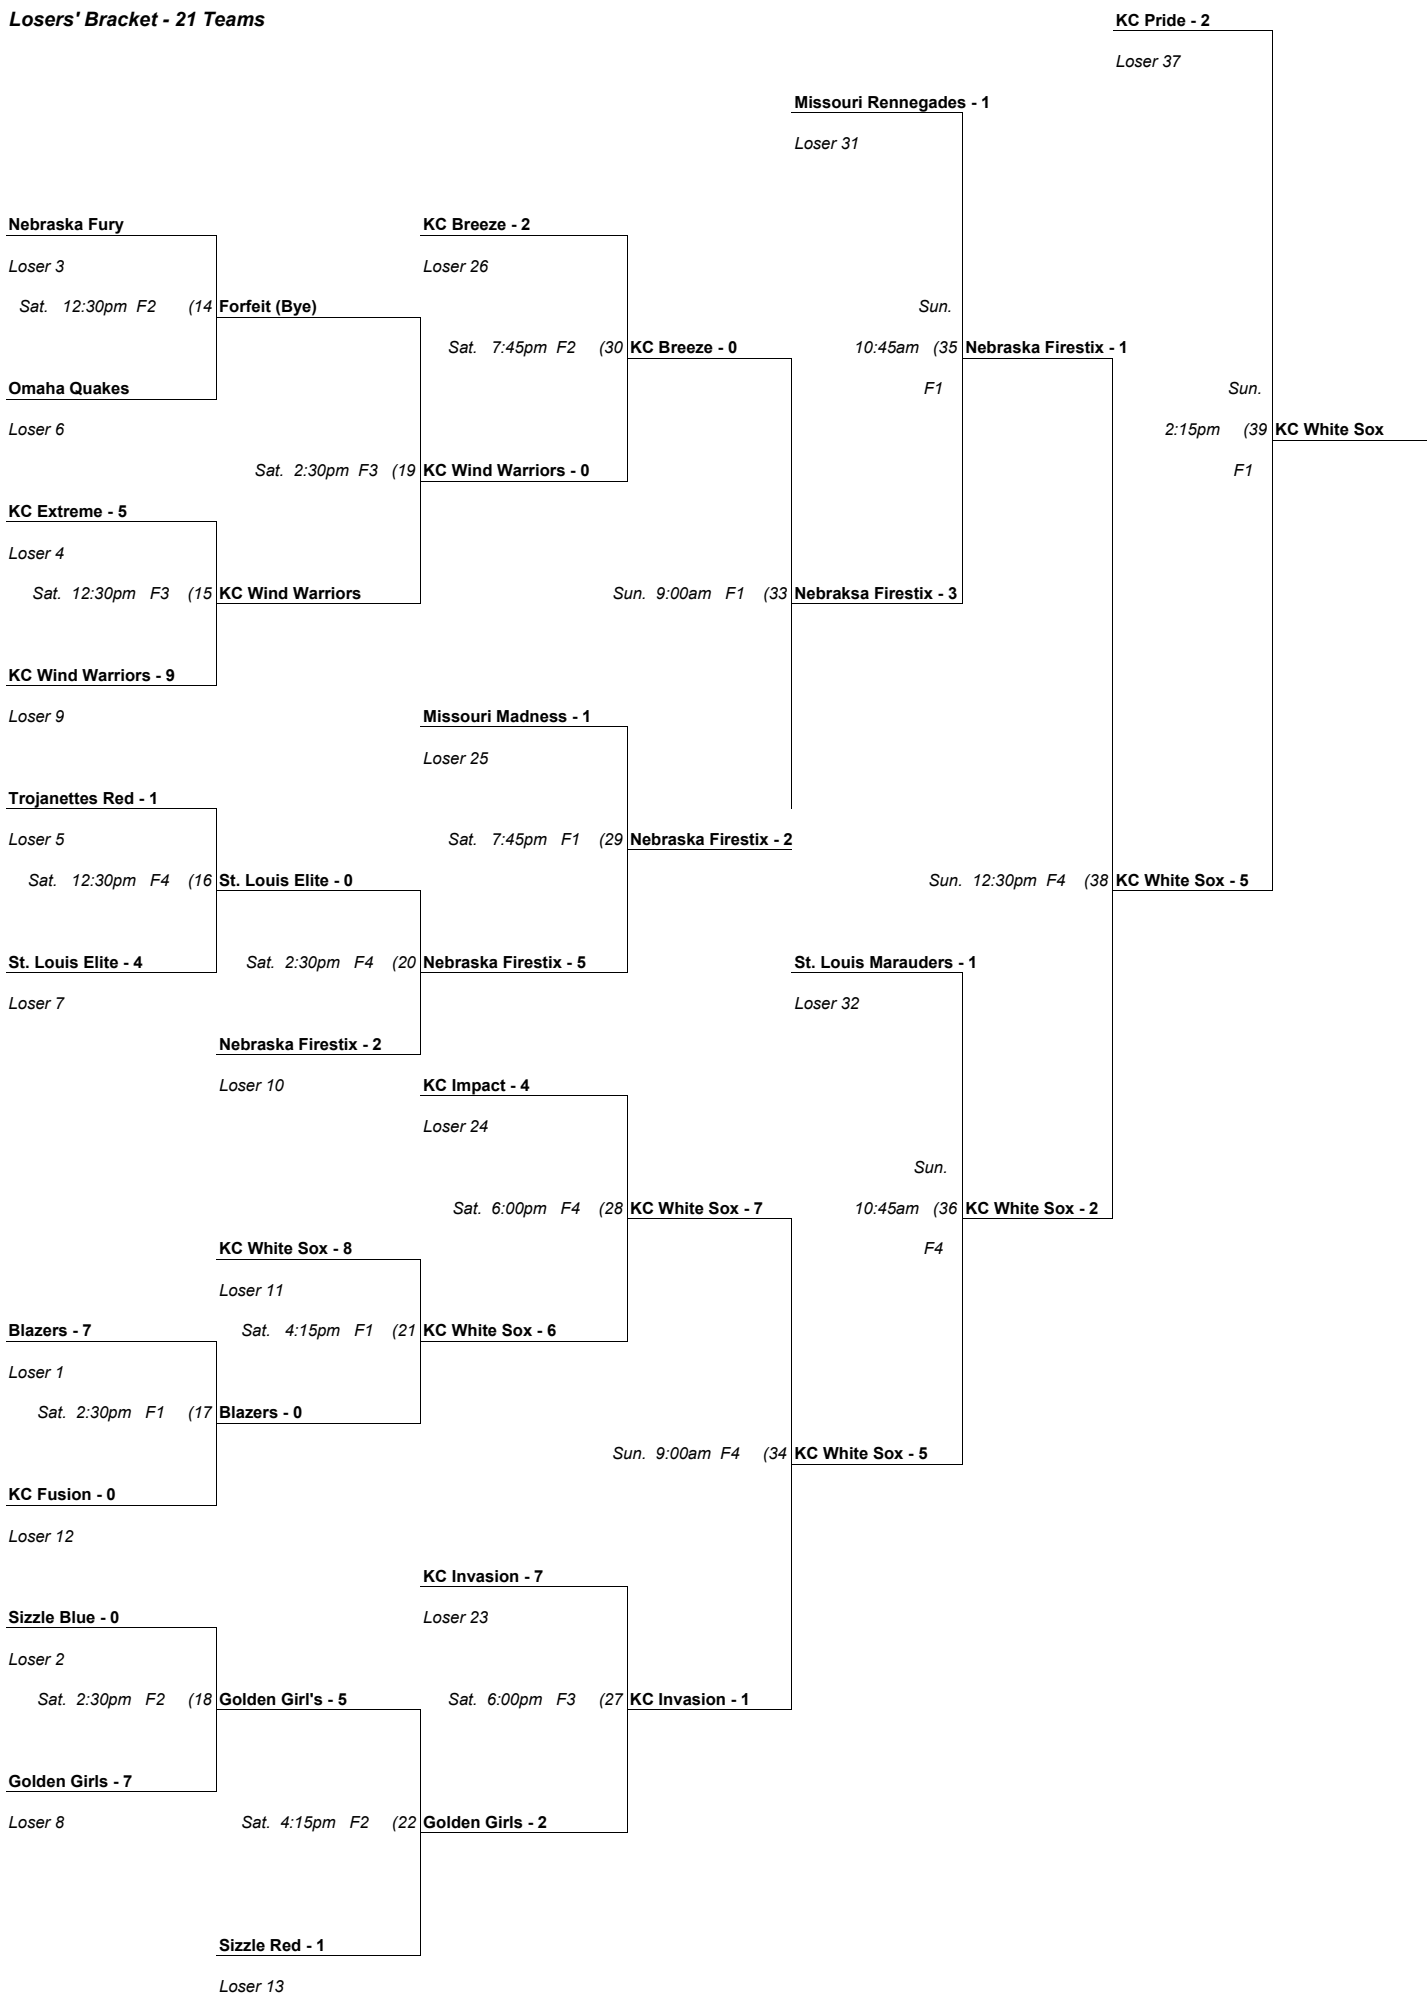 Losers' Bracket - 21 Teams
KC Pride - 2
Loser 37
Missouri Rennegades - 1
Loser 31
Nebraska Fury
KC Breeze - 2
Loser 3
Loser 26
Sat. 12:30pm F2 (14 Forfeit (Bye)
Sun.
Sat. 7:45pm F2 (30 KC Breeze - 0
10:45am (35 Nebraska Firestix - 1
Omaha Quakes
F1
Sun.
Loser 6
2:15pm (39 KC White Sox
Sat. 2:30pm F3 (19 KC Wind Warriors - 0
F1
KC Extreme - 5
Loser 4
Sat. 12:30pm F3 (15 KC Wind Warriors
Sun. 9:00am F1 (33 Nebraksa Firestix - 3
KC Wind Warriors - 9
Loser 9
Missouri Madness - 1
Loser 25
Trojanettes Red - 1
Loser 5
Sat. 7:45pm F1 (29 Nebraska Firestix - 2
Sat. 12:30pm F4 (16 St. Louis Elite - 0
Sun. 12:30pm F4 (38 KC White Sox - 5
St. Louis Elite - 4
Sat. 2:30pm F4 (20 Nebraska Firestix - 5
St. Louis Marauders - 1
Loser 7
Loser 32
Nebraska Firestix - 2
Loser 10
KC Impact - 4
Loser 24
Sun.
Sat. 6:00pm F4 (28 KC White Sox - 7
10:45am (36 KC White Sox - 2
KC White Sox - 8
F4
Loser 11
Blazers - 7
Sat. 4:15pm F1 (21 KC White Sox - 6
Loser 1
Sat. 2:30pm F1 (17 Blazers - 0
Sun. 9:00am F4 (34 KC White Sox - 5
KC Fusion - 0
Loser 12
KC Invasion - 7
Sizzle Blue - 0
Loser 23
Loser 2
Sat. 2:30pm F2 (18 Golden Girl's - 5
Sat. 6:00pm F3 (27 KC Invasion - 1
Golden Girls - 7
Loser 8
Sat. 4:15pm F2 (22 Golden Girls - 2
Sizzle Red - 1
Loser 13